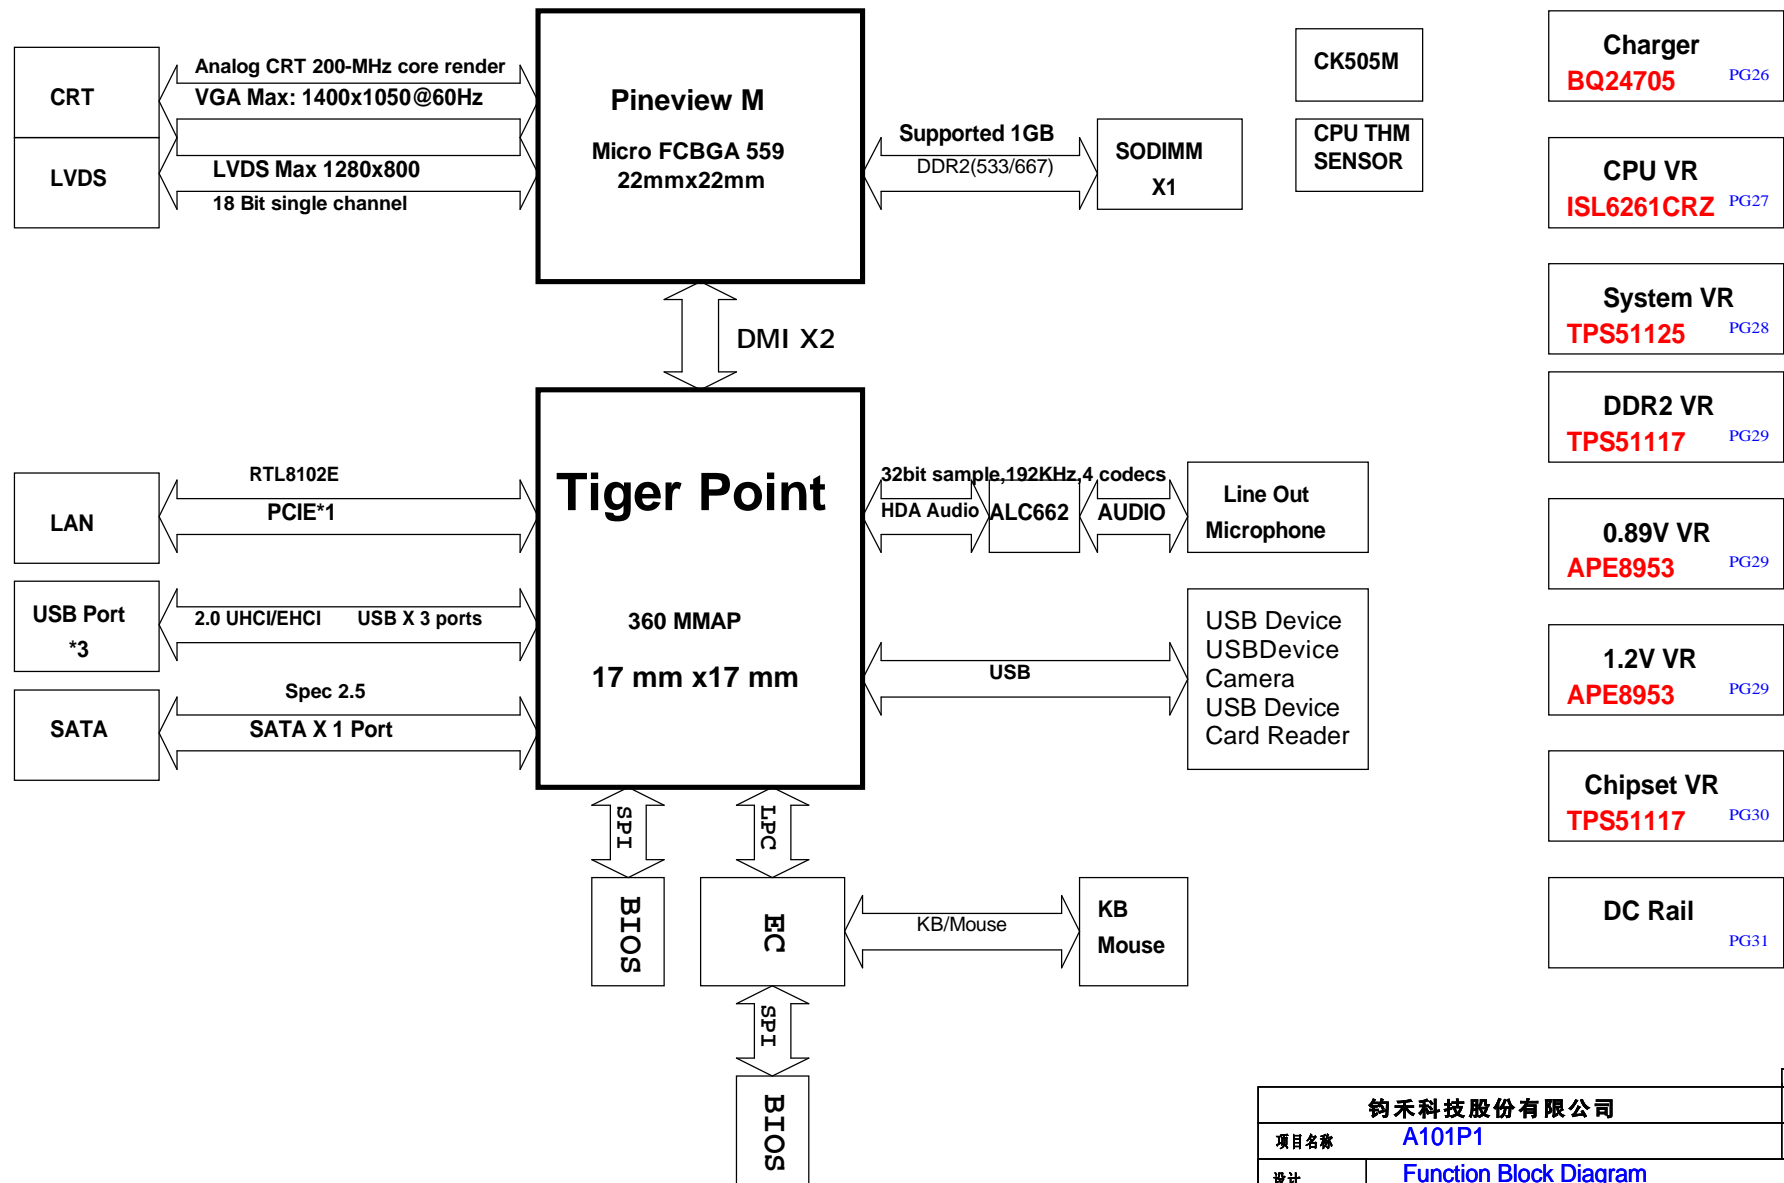 CRT
LVDS
Analog CRT 200-MHz core render
VGA Max: 1400x1050@60Hz
LVDS Max 1280x800
18 Bit single channel
Pineview M
Micro FCBGA 559
22mmx22mm
Supported 1GB
DDR2(533/667)
SODIMM
X1
CK505M
CPU THM
SENSOR
DMI X2
Tiger Point
360 MMAP
17 mm x17 mm
LAN
RTL8102E
PCIE*1
USB Port
*3
2.0 UHCI/EHCI USB X 3 ports
SATA
Spec 2.5
SATA X 1 Port
32bit sample,192KHz,4 codecs
HDA Audio
ALC662
AUDIO
Line Out
Microphone
USB
USB Device
USBDevice
Camera
USB Device
Card Reader
SPI
LPC
BIOS
EC
KB/Mouse
KB
Mouse
SPI
BIOS
Charger
BQ24705 PG26
CPU VR
ISL6261CRZ PG27
System VR
TPS51125 PG28
DDR2 VR
TPS51117 PG29
0.89V VR
APE8953 PG29
1.2V VR
APE8953 PG29
Chipset VR
TPS51117 PG30
DC Rail
PG31
钧禾科技股份有限公司
项目名称 A101P1
设计 Function Block Diagram